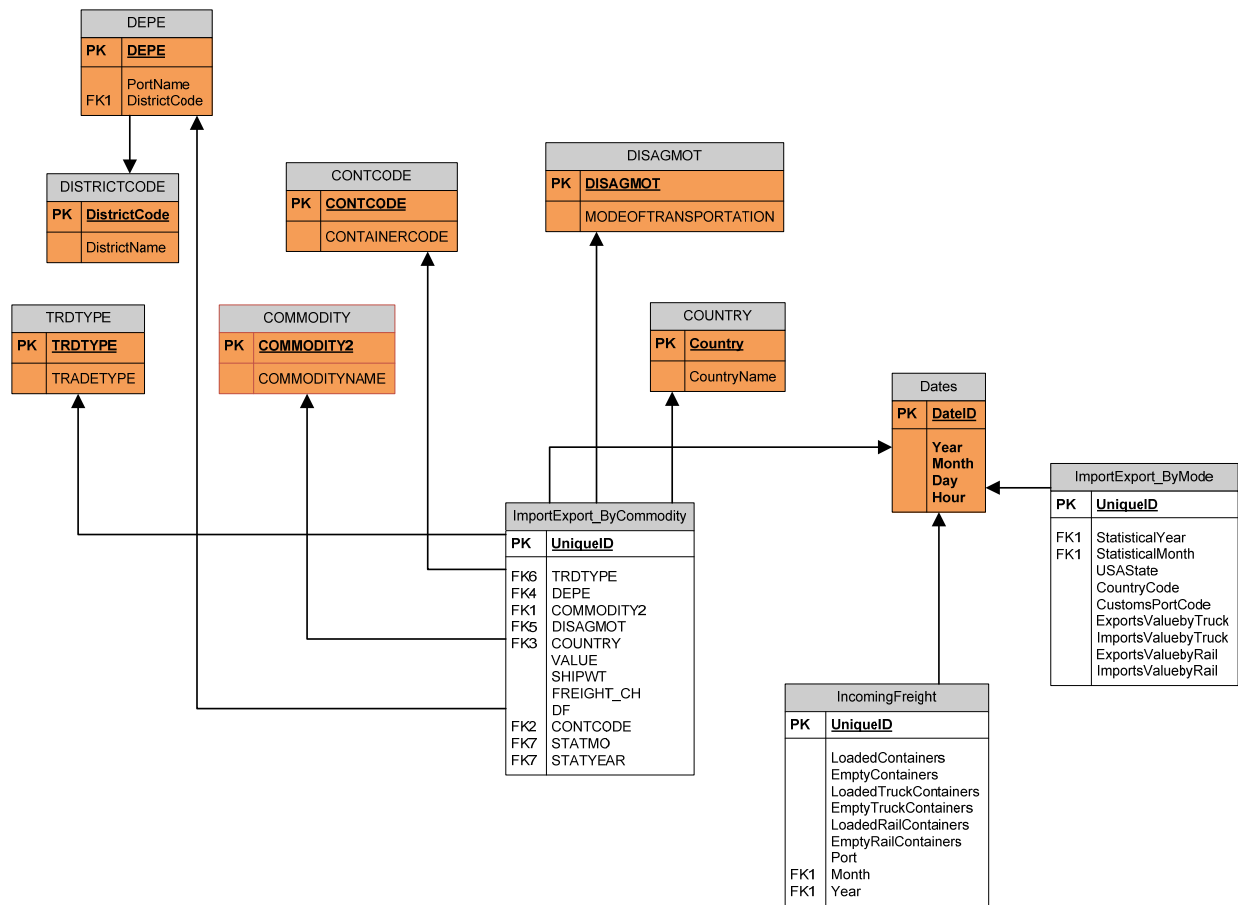 DEPE
PK DEPE
PortName
FK1 DistrictCode
DISTRICTCODE
PK DistrictCode
DistrictName
CONTCODE
PK CONTCODE
CONTAINERCODE
DISAGMOT
PK DISAGMOT
MODEOFTRANSPORTATION
TRDTYPE
PK TRDTYPE
TRADETYPE
COMMODITY
PK COMMODITY2
COMMODITYNAME
COUNTRY
PK Country
CountryName
Dates
PK DateID
Year
Month
Day
Hour
ImportExport_ByCommodity
PK UniqueID
FK6 TRDTYPE
FK4 DEPE
FK1 COMMODITY2
FK5 DISAGMOT
FK3 COUNTRY
VALUE
SHIPWT
FREIGHT_CH
DF
FK2 CONTCODE
FK7 STATMO
FK7 STATYEAR
ImportExport_ByMode
PK UniqueID
FK1 StatisticalYear
FK1 StatisticalMonth
USAState
CountryCode
CustomsPortCode
ExportsValuebyTruck
ImportsValuebyTruck
ExportsValuebyRail
ImportsValuebyRail
IncomingFreight
PK UniqueID
LoadedContainers
EmptyContainers
LoadedTruckContainers
EmptyTruckContainers
LoadedRailContainers
EmptyRailContainers
Port
FK1 Month
FK1 Year